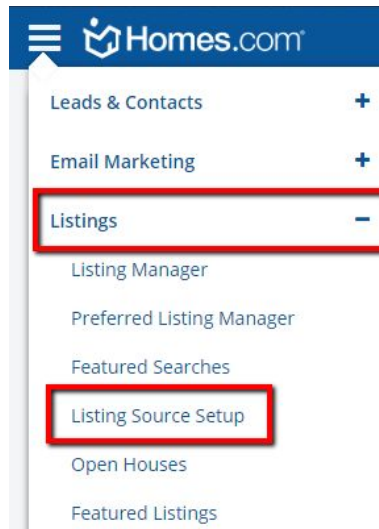 Homes.com
Leads & Contacts +
Email Marketing +
Listings −
Listing Manager
Preferred Listing Manager
Featured Searches
Listing Source Setup
Open Houses
Featured Listings